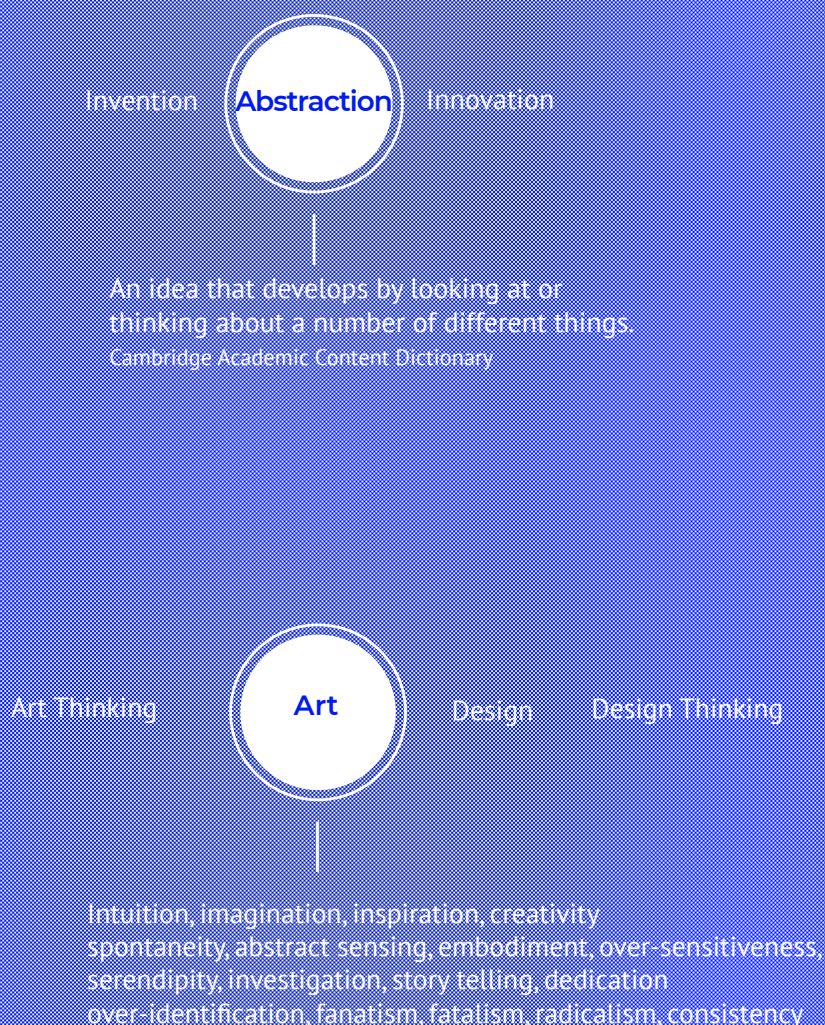 Invention Abstraction Innovation
An idea that develops by looking at or
thinking about a number of different things.
Cambridge Academic Content Dictionary
Art Thinking Art Design Design Thinking
Intuition, imagination, inspiration, creativity
spontaneity, abstract sensing, embodiment, over-sensitiveness,
serendipity, investigation, story telling, dedication
over-identification, fanatism, fatalism, radicalism, consistency